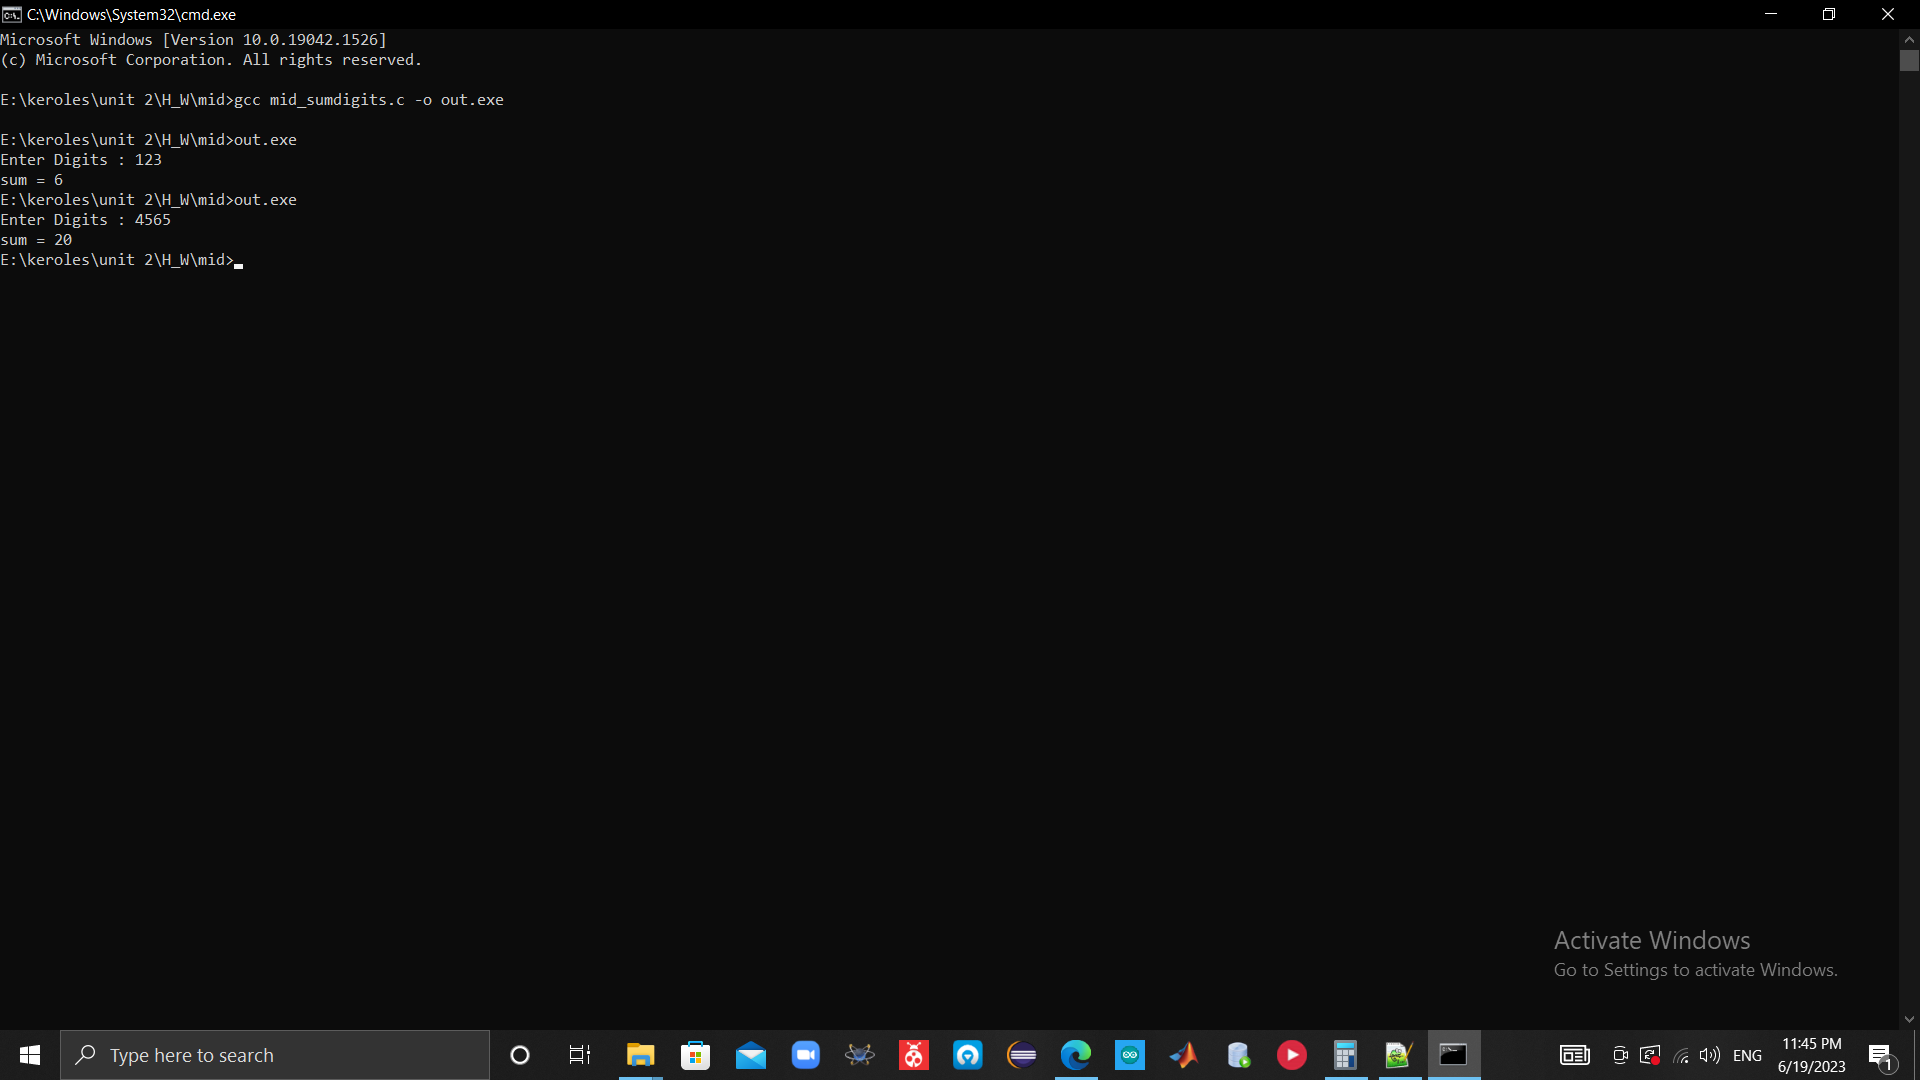 C:\Windows\System32\cmd.exe
Microsoft Windows [Version 10.0.19042.1526]
(c) Microsoft Corporation. All rights reserved.
E:\keroles\unit 2\H_W\mid>gcc mid_sumdigits.c -o out.exe
E:\keroles\unit 2\H_W\mid>out.exe
Enter Digits : 123
sum = 6
E:\keroles\unit 2\H_W\mid>out.exe
Enter Digits : 4565
sum = 20
E:\keroles\unit 2\H_W\mid>
Activate Windows
Go to Settings to activate Windows.
Type here to search
ENG
11:45 PM
6/19/2023
1